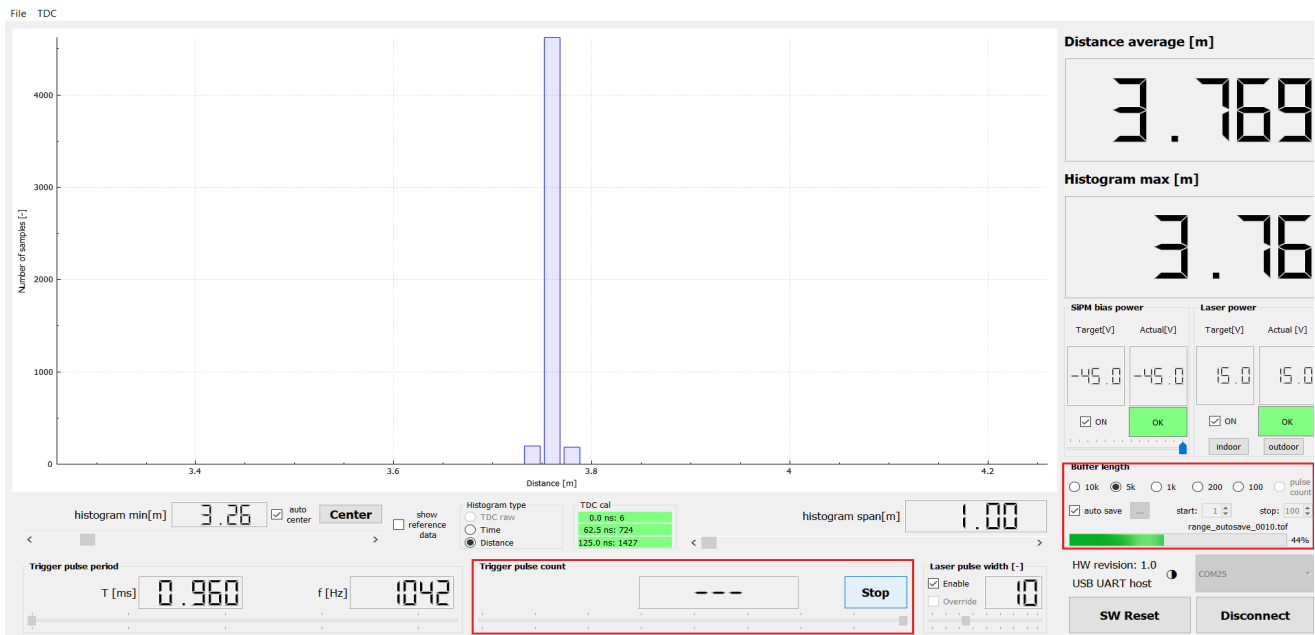 File TDC
Distance average [m]
3.769
Histogram max [m]
3.76
4000
3000
2000
1000
0
Number of samples [-]
3.4 3.6 3.8 4 4.2
Distance [m]
SiPM bias power
Target[V] Actual[V]
-45.0 -45.0
ON OK
Laser power
Target[V] Actual [V]
15.0 15.0
ON OK
indoor outdoor
Buffer length
10k 5k 1k 200 100 pulse count
auto save ... start: 1 stop: 100
range_autosave_0010.tof
44%
histogram min[m] 3.26 auto center Center
show reference data
Histogram type
TDC raw
Time
Distance
TDC cal
0.0 ns: 6
62.5 ns: 724
125.0 ns: 1427
histogram span[m] 1.00
< > < >
Trigger pulse period
T [ms] 0.960 f [Hz] 1042
Trigger pulse count
--- Stop
Laser pulse width [-]
Enable
Override
10
HW revision: 1.0
USB UART host
COM25
SW Reset Disconnect